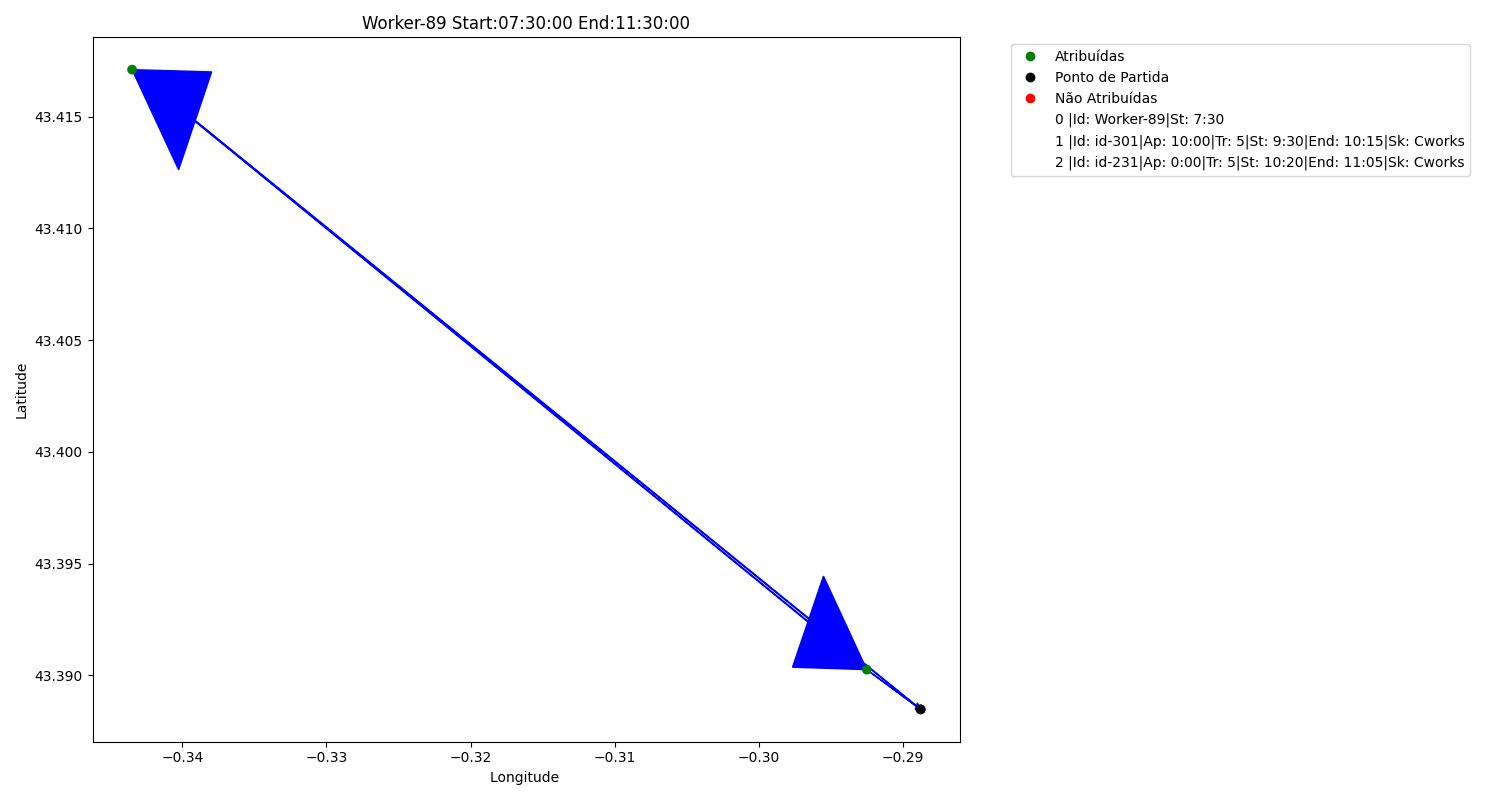 Worker-89 Start:07:30:00 End:11:30:00
Atribuídas
Ponto de Partida
Não Atribuídas
0 |Id: Worker-89|St: 7:30
1 |Id: id-301|Ap: 10:00|Tr: 5|St: 9:30|End: 10:15|Sk: Cworks
2 |Id: id-231|Ap: 0:00|Tr: 5|St: 10:20|End: 11:05|Sk: Cworks
Latitude
43.415
43.410
43.405
43.400
43.395
43.390
−0.34 −0.33 −0.32 −0.31 −0.30 −0.29
Longitude